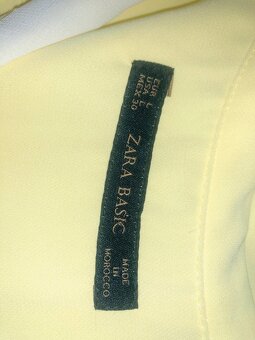 EUR L
USA L
MEX 30
ZARA BASIC
MADE
IN
MOROCCO